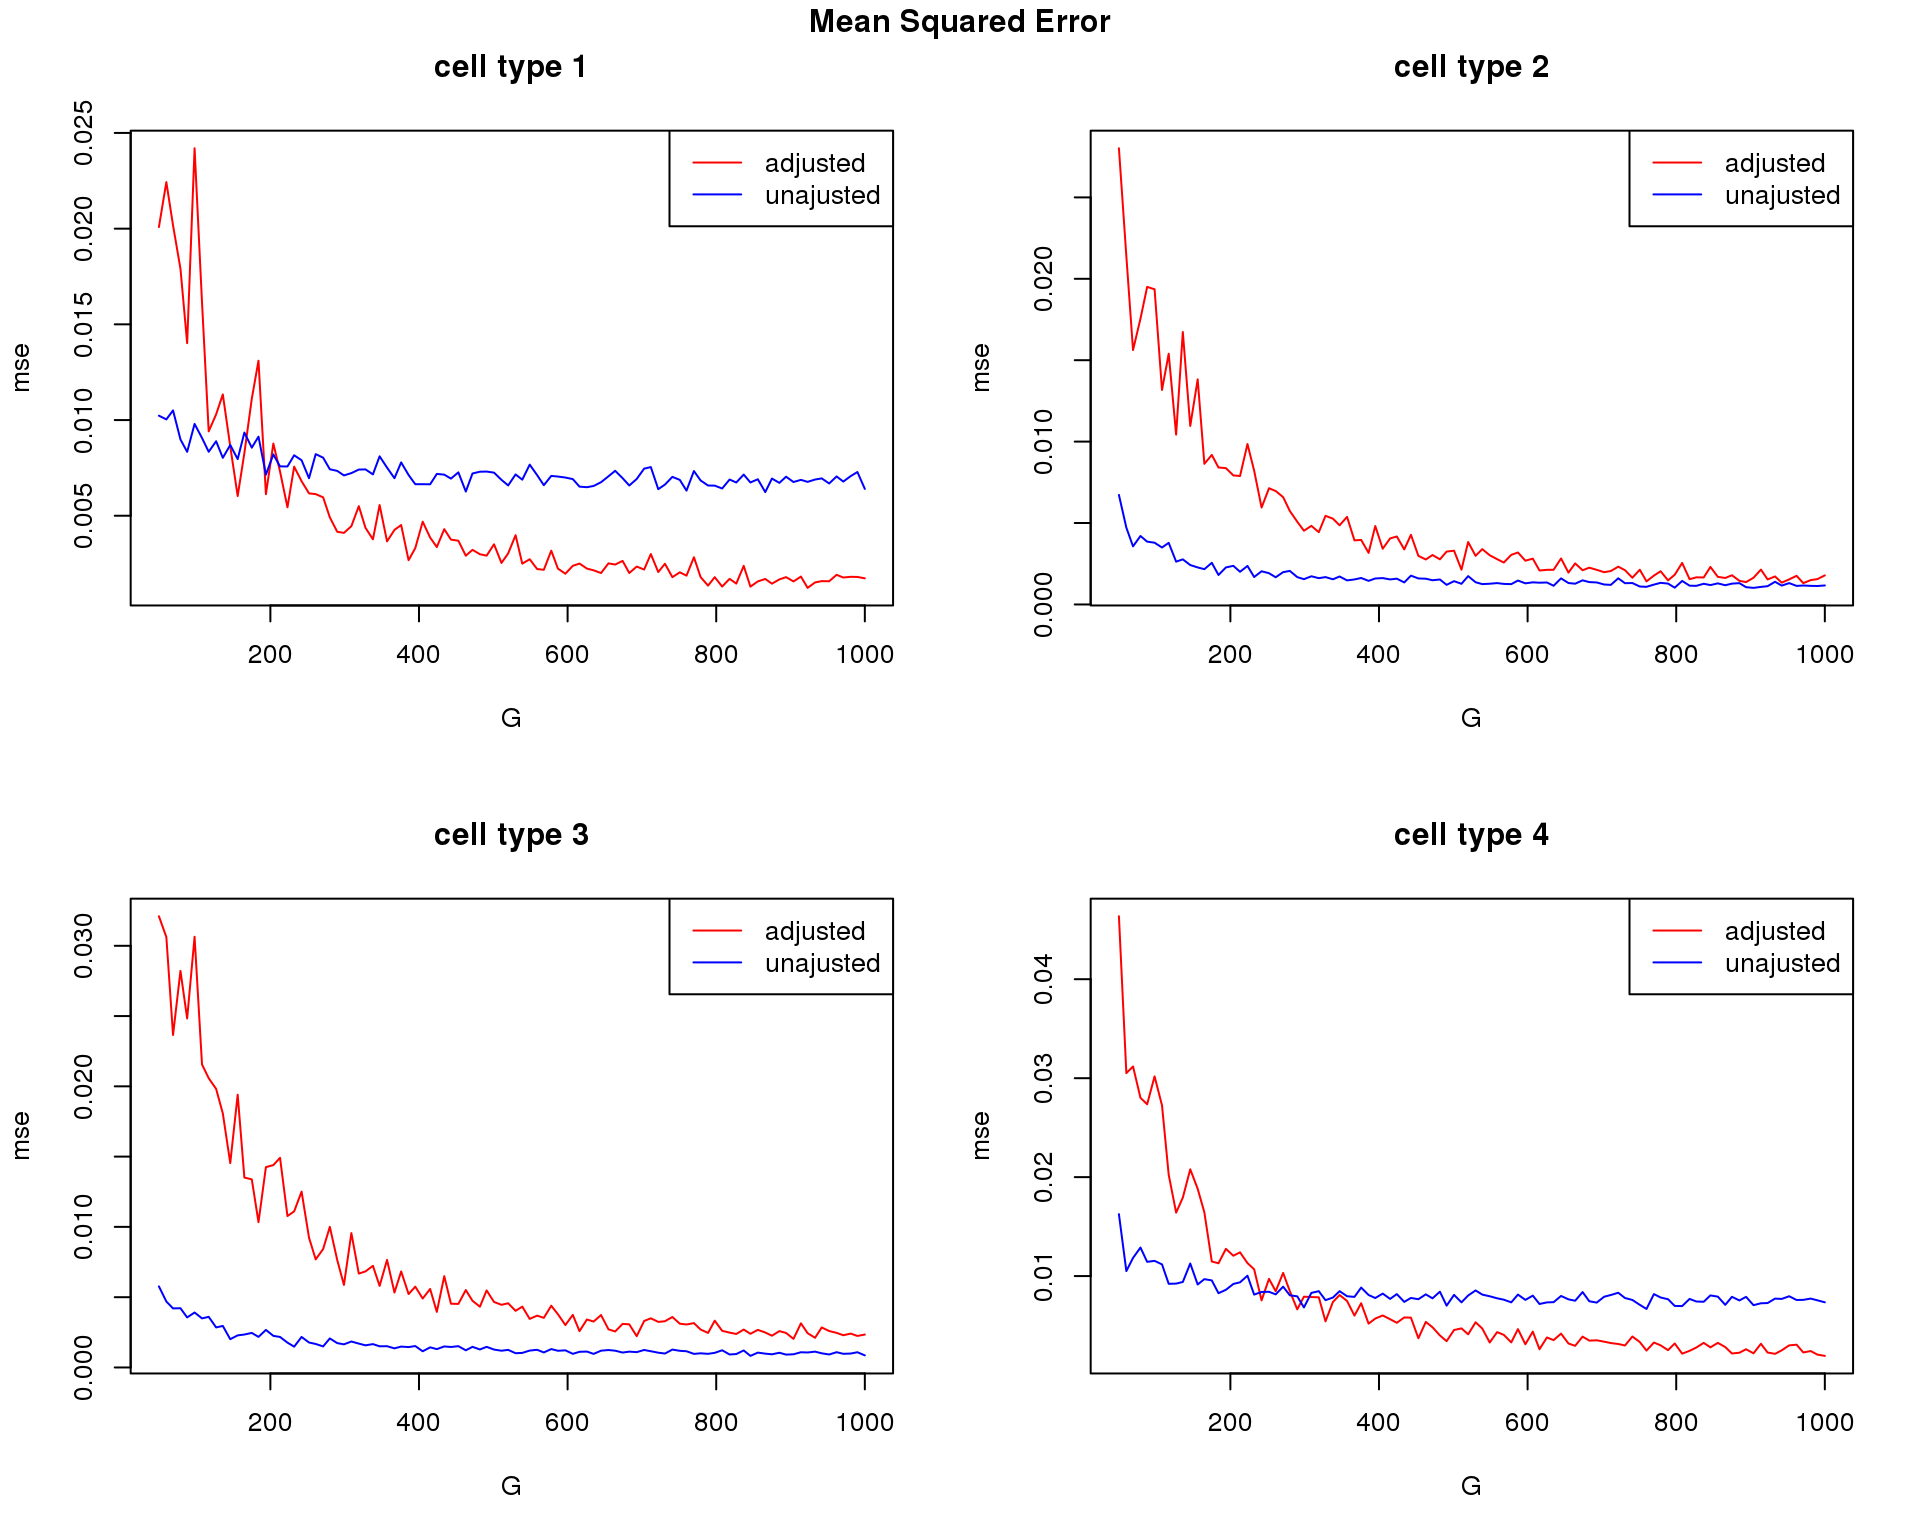 Mean Squared Error
cell type 1
mse
0.025
0.020
0.015
0.010
0.005
adjusted
unajusted
200 400 600 800 1000
G
cell type 2
mse
0.020
0.010
0.000
adjusted
unajusted
200 400 600 800 1000
G
cell type 3
mse
0.030
0.020
0.010
0.000
adjusted
unajusted
200 400 600 800 1000
G
cell type 4
mse
0.04
0.03
0.02
0.01
adjusted
unajusted
200 400 600 800 1000
G